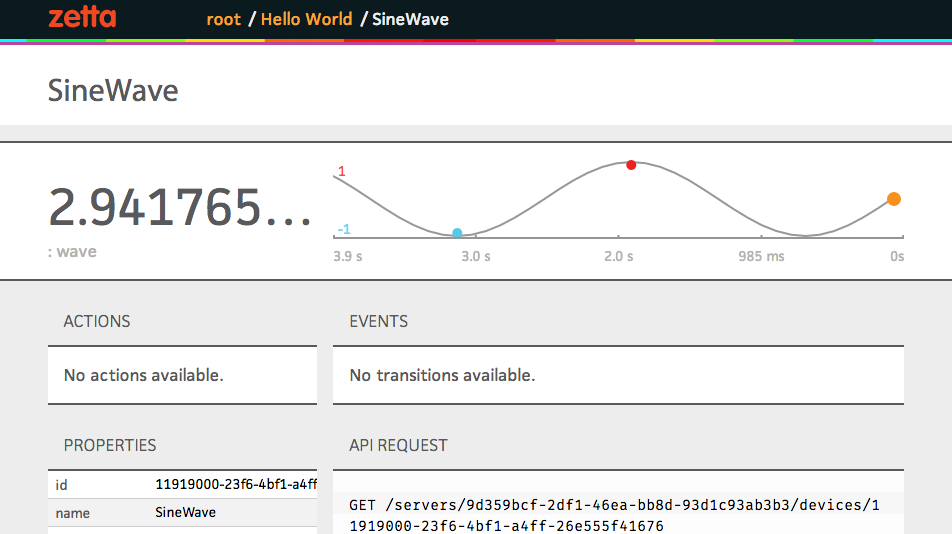 zetta root / Hello World / SineWave
SineWave
2.941765...
: wave
1
-1
3.9 s 3.0 s 2.0 s 985 ms 0s
ACTIONS
No actions available.
EVENTS
No transitions available.
PROPERTIES
id 11919000-23f6-4bf1-a4ff
name SineWave
API REQUEST
GET /servers/9d359bcf-2df1-46ea-bb8d-93d1c93ab3b3/devices/1
1919000-23f6-4bf1-a4ff-26e555f41676